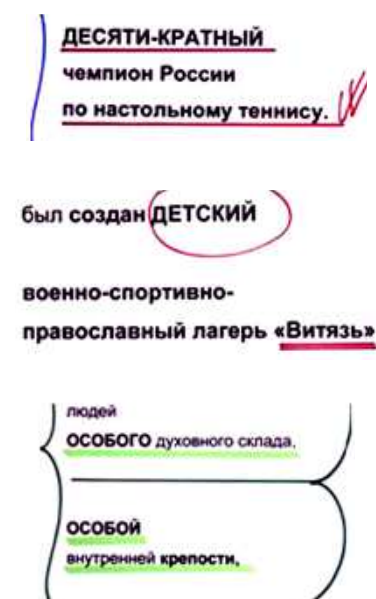 ДЕСЯТИ-КРАТНЫЙ
чемпион России
по настольному теннису.
был создан ДЕТСКИЙ
военно-спортивно-
православный лагерь «Витязь»
людей
ОСОБОГО духовного склада,
ОСОБОЙ
внутренней крепости,